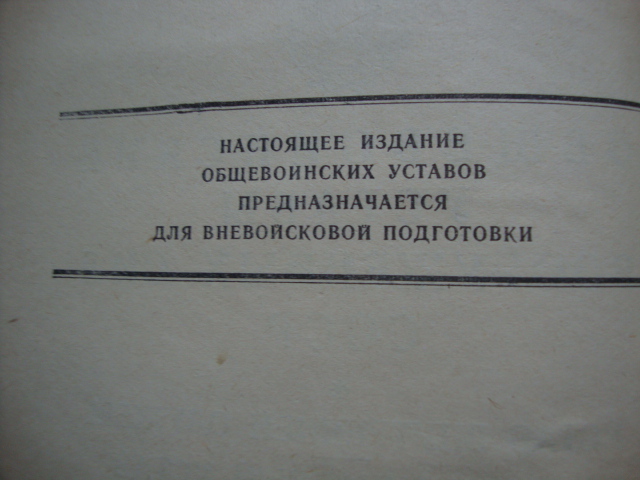 НАСТОЯЩЕЕ ИЗДАНИЕ
ОБЩЕВОИНСКИХ УСТАВОВ
ПРЕДНАЗНАЧАЕТСЯ
ДЛЯ ВНЕВОЙСКОВОЙ ПОДГОТОВКИ